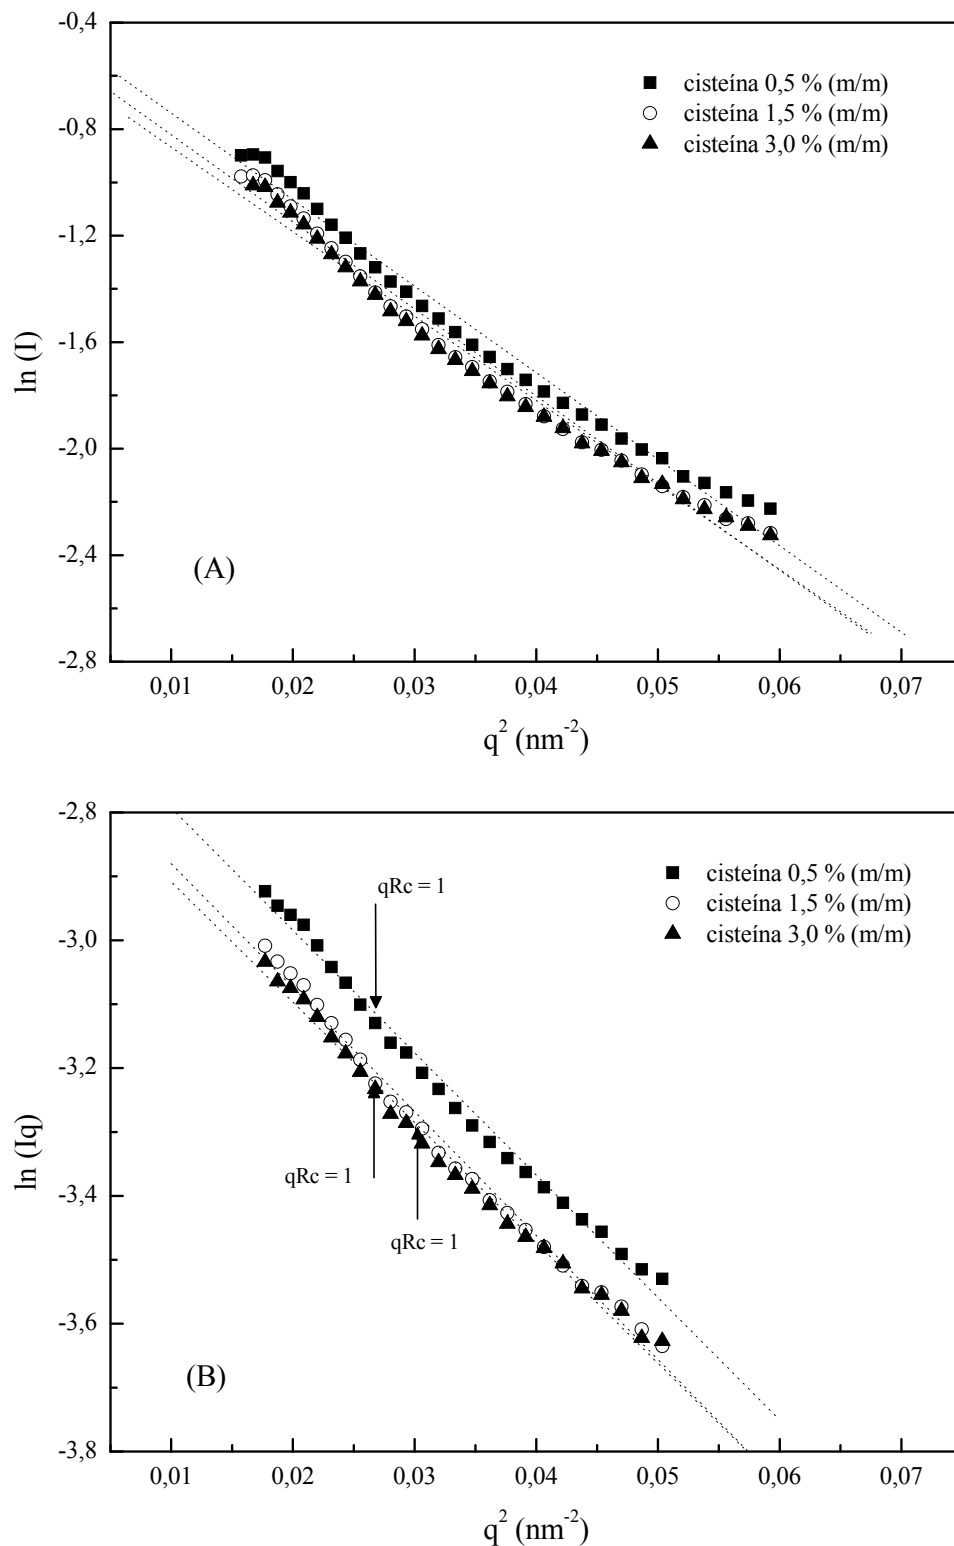 -0,4
-0,8
-1,2
-1,6
-2,0
-2,4
-2,8
ln (I)
cisteína 0,5 % (m/m)
cisteína 1,5 % (m/m)
cisteína 3,0 % (m/m)
(A)
0,01 0,02 0,03 0,04 0,05 0,06 0,07
q² (nm⁻²)
-2,8
-3,0
-3,2
-3,4
-3,6
-3,8
ln (Iq)
cisteína 0,5 % (m/m)
cisteína 1,5 % (m/m)
cisteína 3,0 % (m/m)
qRc = 1
qRc = 1
qRc = 1
(B)
0,01 0,02 0,03 0,04 0,05 0,06 0,07
q² (nm⁻²)